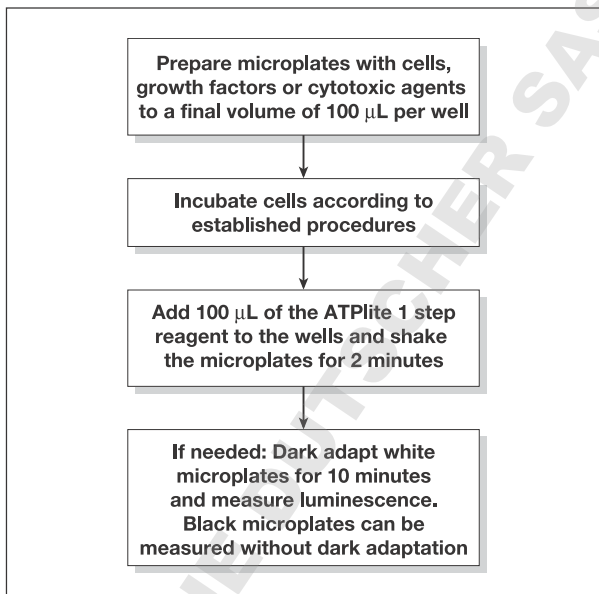 Prepare microplates with cells,
growth factors or cytotoxic agents
to a final volume of 100 µL per well
Incubate cells according to
established procedures
Add 100 µL of the ATPlite 1 step
reagent to the wells and shake
the microplates for 2 minutes
If needed: Dark adapt white
microplates for 10 minutes
and measure luminescence.
Black microplates can be
measured without dark adaptation
NE DUTSCHER SAS